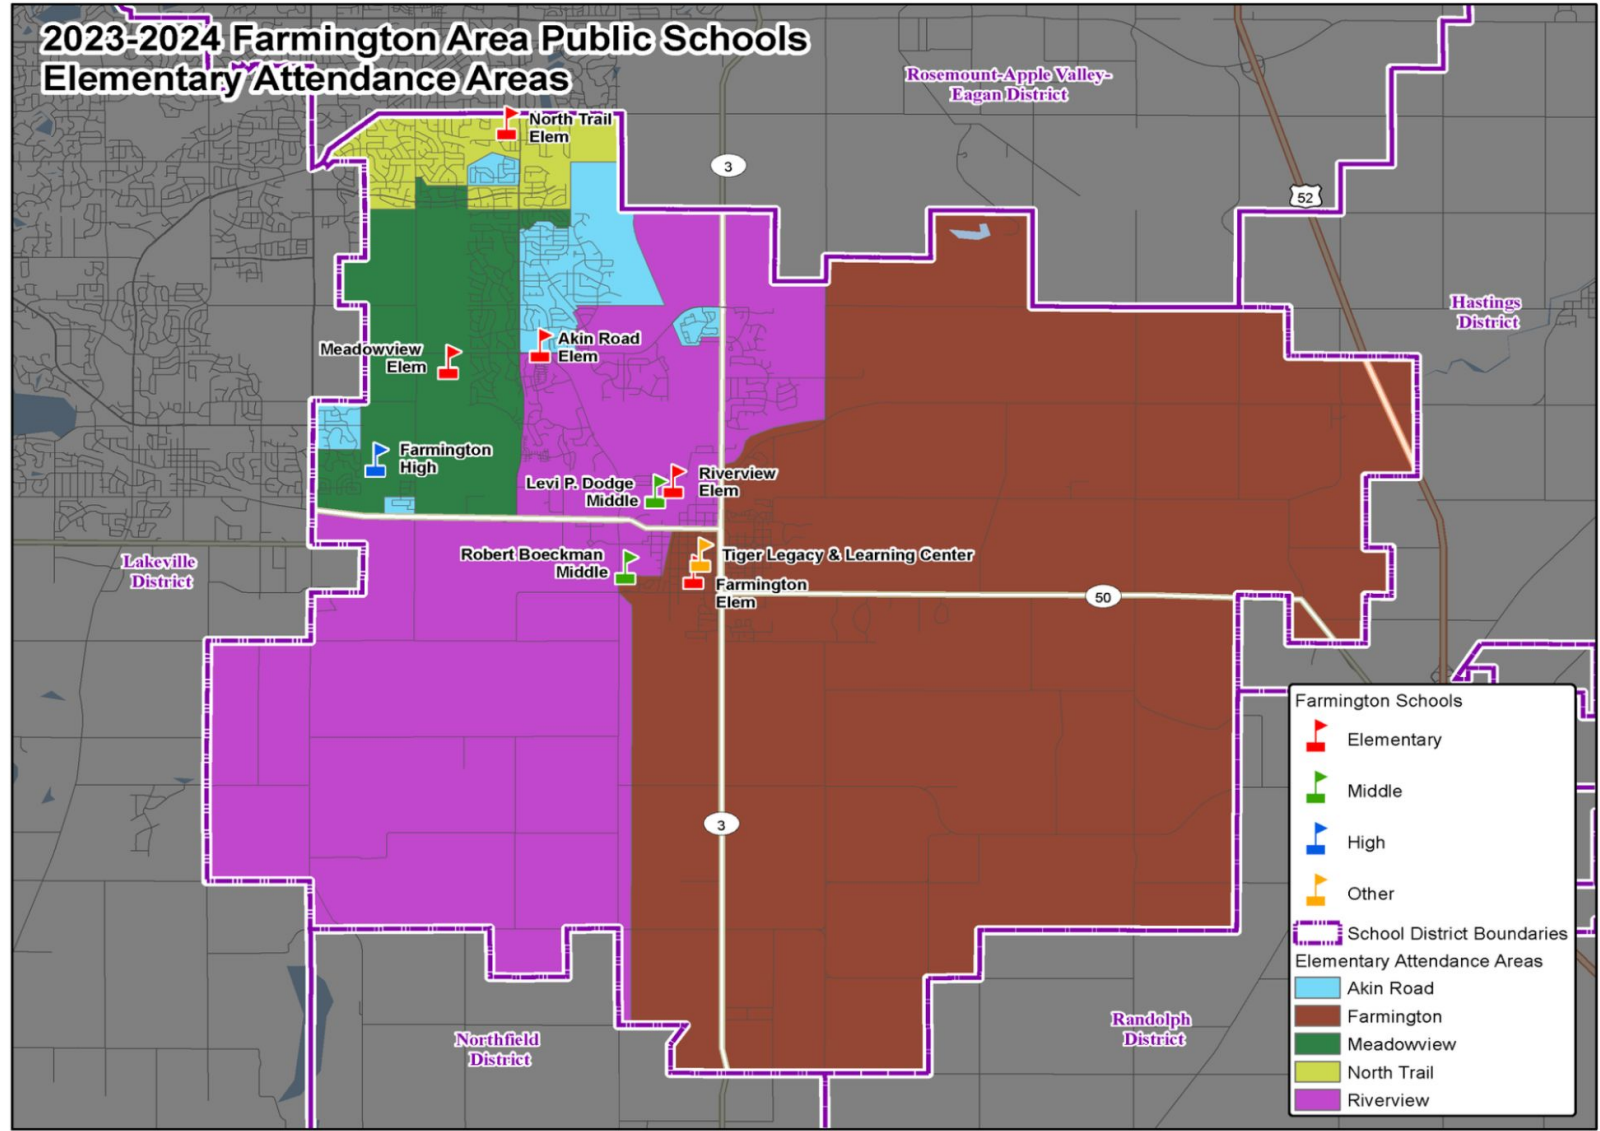 2023-2024 Farmington Area Public Schools
Elementary Attendance Areas
Rosemount-Apple Valley-
Eagan District
North Trail
Elem
3
52
Hastings
District
Akin Road
Elem
Meadowview
Elem
Farmington
High
Riverview
Elem
Levi P. Dodge
Middle
Lakeville
District
Robert Boeckman
Middle
Tiger Legacy & Learning Center
Farmington
Elem
50
3
Northfield
District
Randolph
District
Farmington Schools
Elementary
Middle
High
Other
School District Boundaries
Elementary Attendance Areas
Akin Road
Farmington
Meadowview
North Trail
Riverview